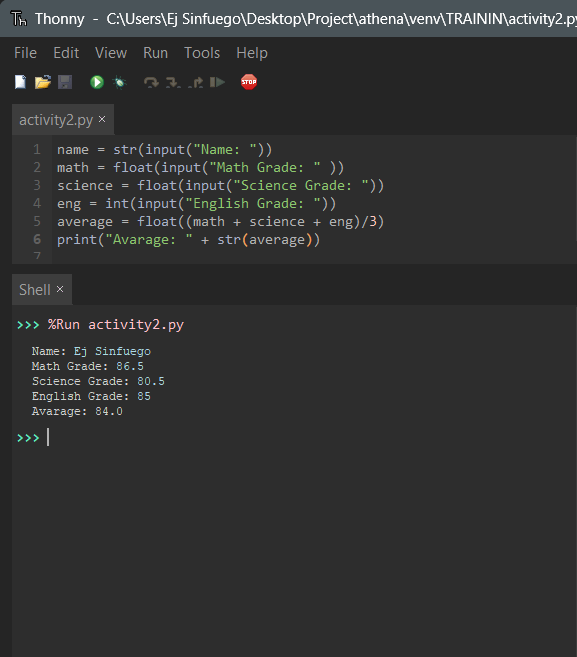 Th Thonny - C:\Users\Ej Sinfuego\Desktop\Project\athena\venv\TRAININ\activity2.py
File Edit View Run Tools Help
STOP
activity2.py ×
1 name = str(input("Name: "))
2 math = float(input("Math Grade: " ))
3 science = float(input("Science Grade: "))
4 eng = int(input("English Grade: "))
5 average = float((math + science + eng)/3)
6 print("Avarage: " + str(average))
7
Shell ×
>>> %Run activity2.py
Name: Ej Sinfuego
Math Grade: 86.5
Science Grade: 80.5
English Grade: 85
Avarage: 84.0
>>>